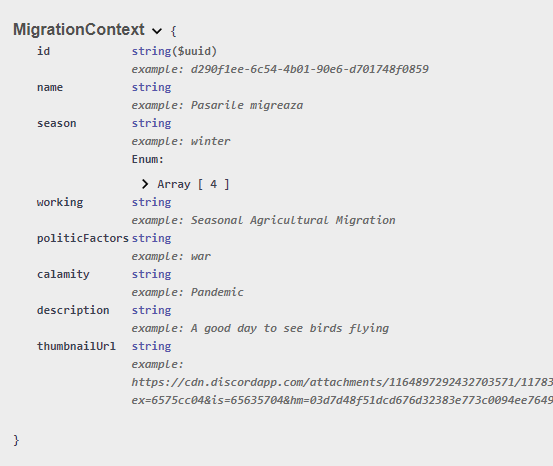 MigrationContext {
id string($uuid)
example: d290f1ee-6c54-4b01-90e6-d701748f0859
name string
example: Pasarile migreaza
season string
example: winter
Enum:
Array [ 4 ]
working string
example: Seasonal Agricultural Migration
politicFactors string
example: war
calamity string
example: Pandemic
description string
example: A good day to see birds flying
thumbnailUrl string
example:
https://cdn.discordapp.com/attachments/1164897292432703571/11783
ex=6575cc04&is=65635704&hm=03d7d48f51dcd676d32383e773c0094ee7649
}